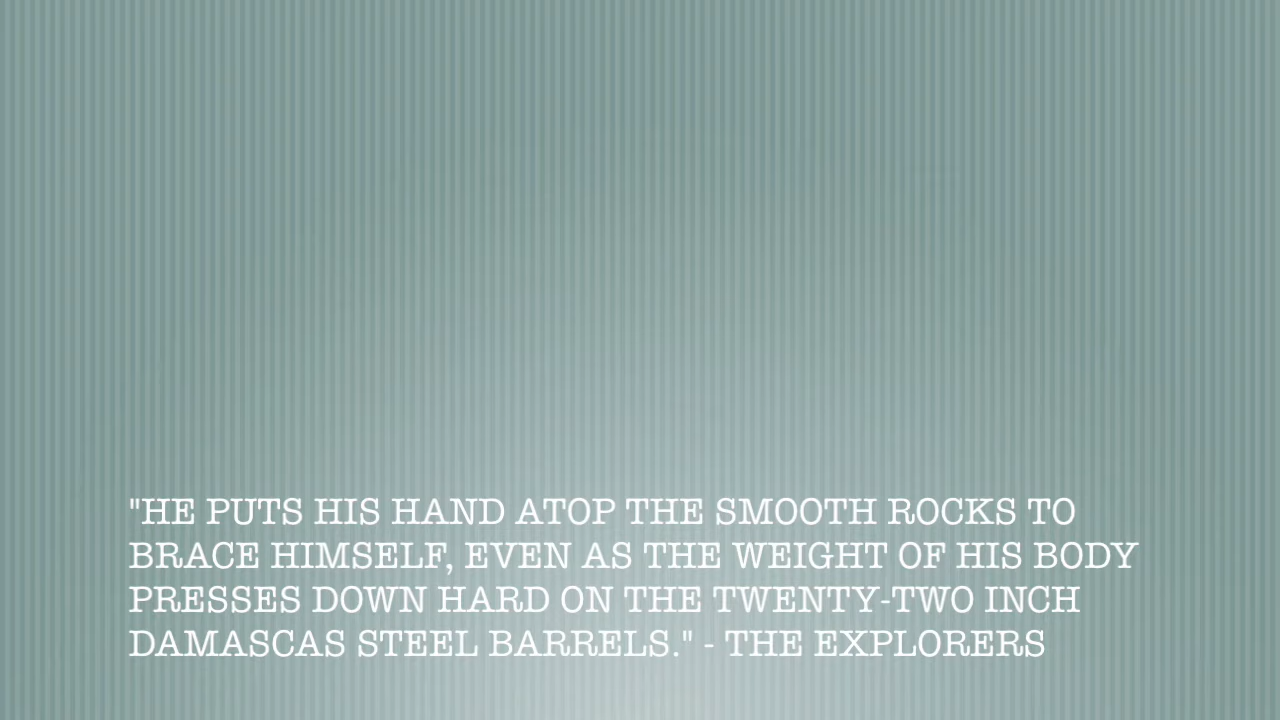 "HE PUTS HIS HAND ATOP THE SMOOTH ROCKS TO
BRACE HIMSELF, EVEN AS THE WEIGHT OF HIS BODY
PRESSES DOWN HARD ON THE TWENTY-TWO INCH
DAMASCAS STEEL BARRELS." - THE EXPLORERS